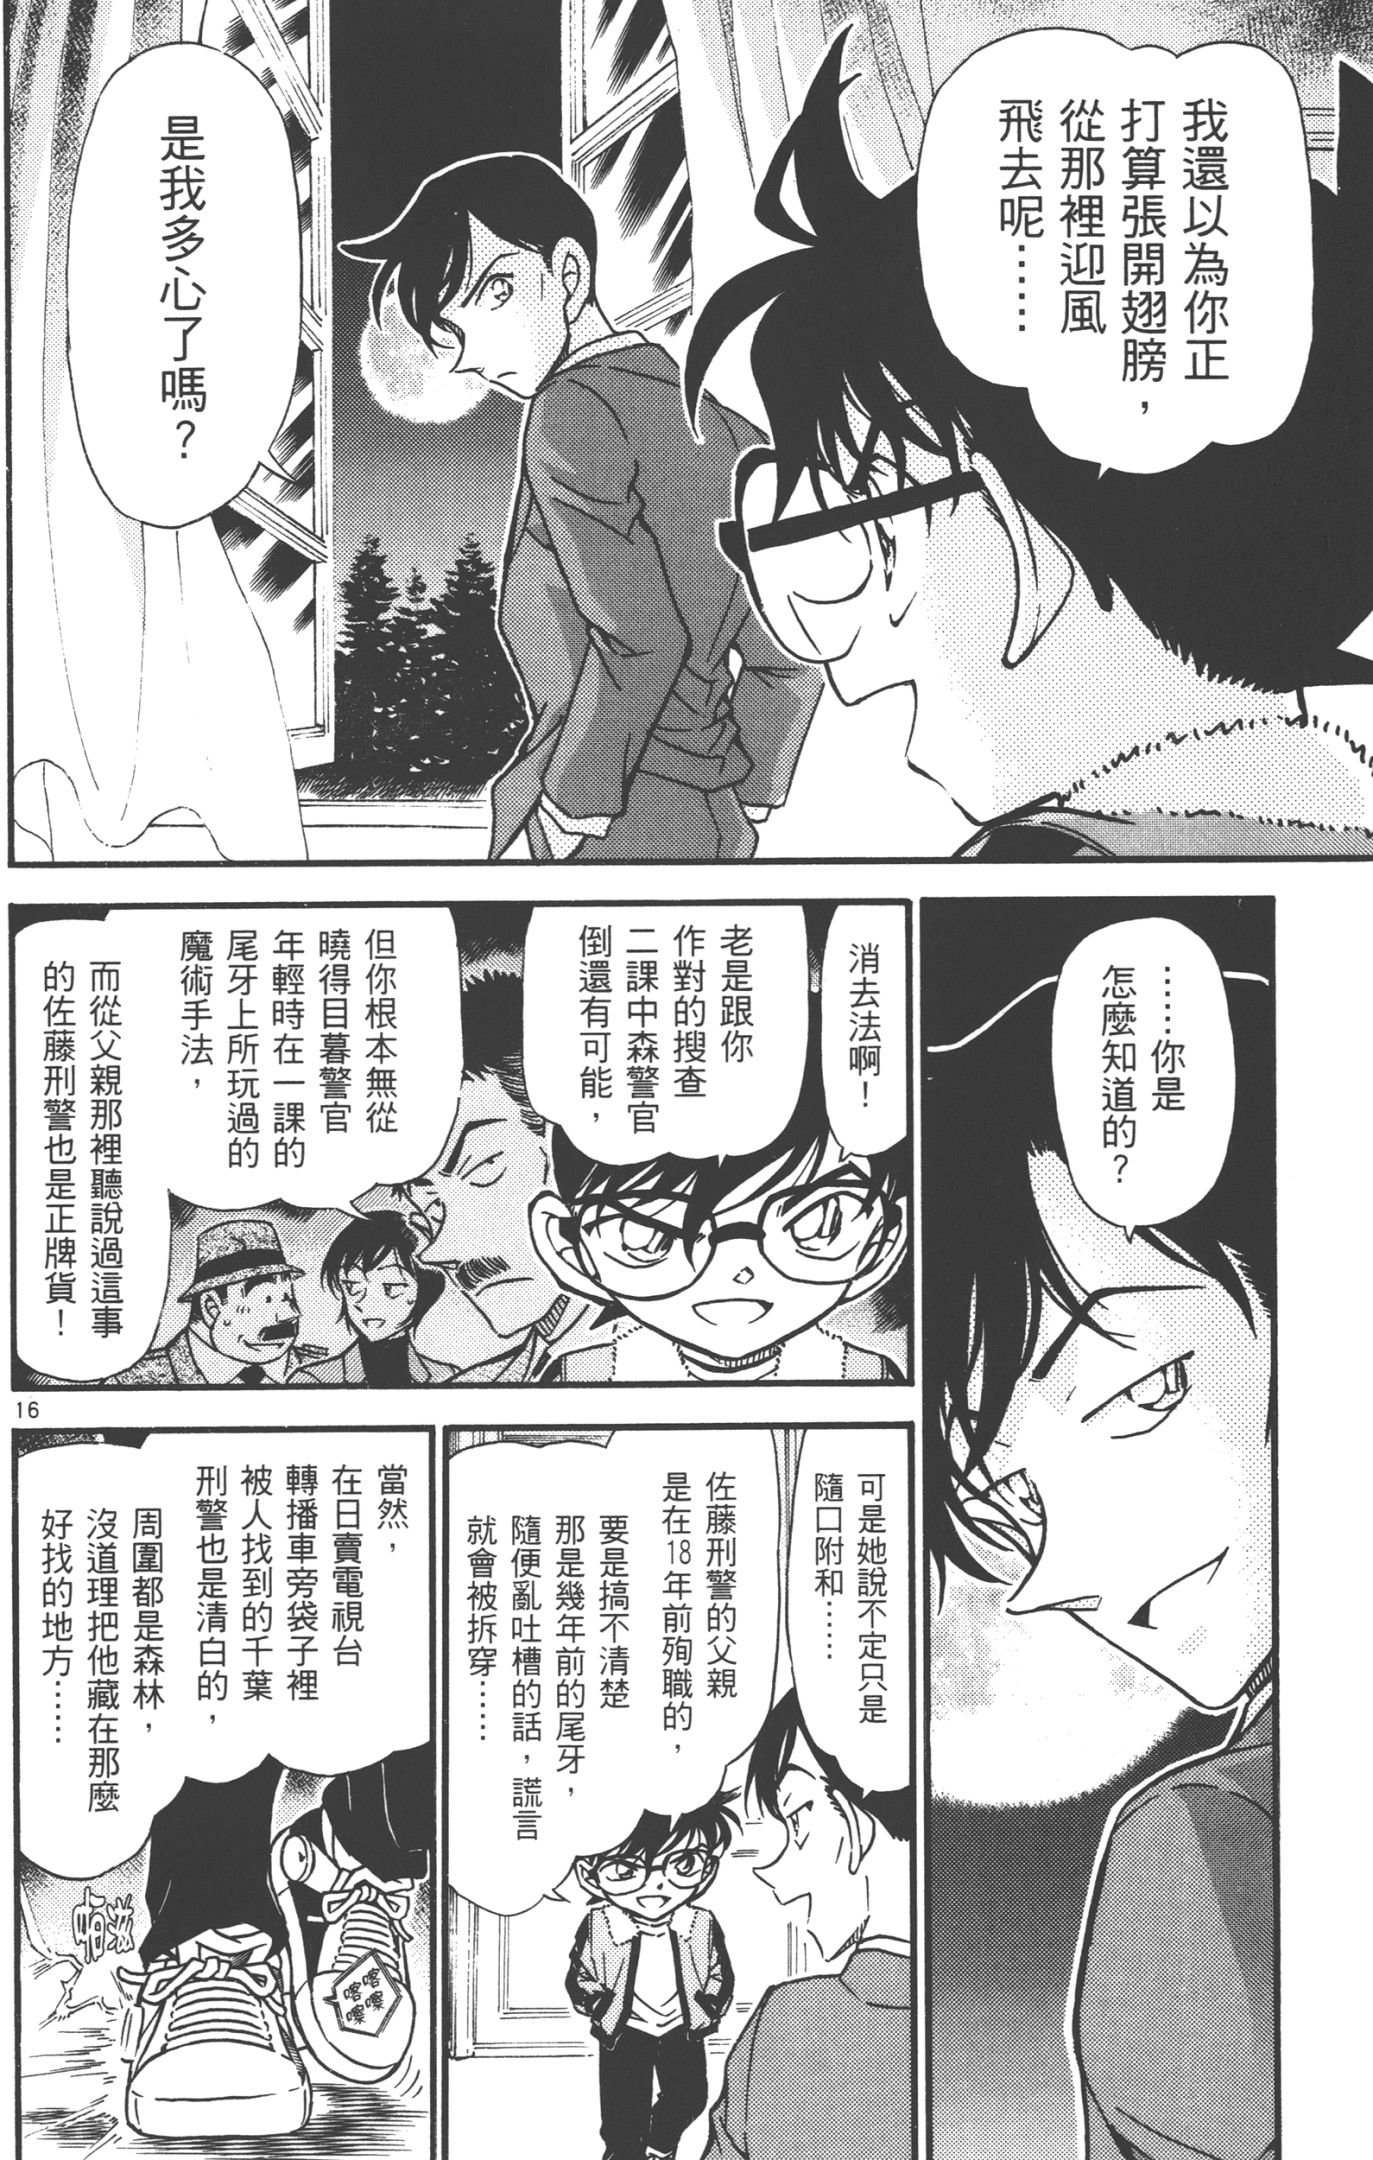 我還以為你正
打算張開翅膀，
從那裡迎風
飛去呢……
是我多心了嗎？
……你是
怎麼知道的？
消去法啊！
老是跟你
作對的搜查
二課中森警官
倒還有可能，
但你根本無從
曉得目暮警官
年輕時在一課的
尾牙上所玩過的
魔術手法，
而從父親那裡聽說過這事
的佐藤刑警也是正牌貨！
可是她說不定只是
隨口附和……
佐藤刑警的父親
是在18年前殉職的，
要是搞不清楚
那是幾年前的尾牙，
隨便亂吐槽的話，謊言
就會被拆穿……
當然，
在日賣電視台
轉播車旁袋子裡
被人找到的千葉
刑警也是清白的，
周圍都是森林，
沒道理把他藏在那麼
好找的地方……
啪滋
喀嚓
喀嚓
16